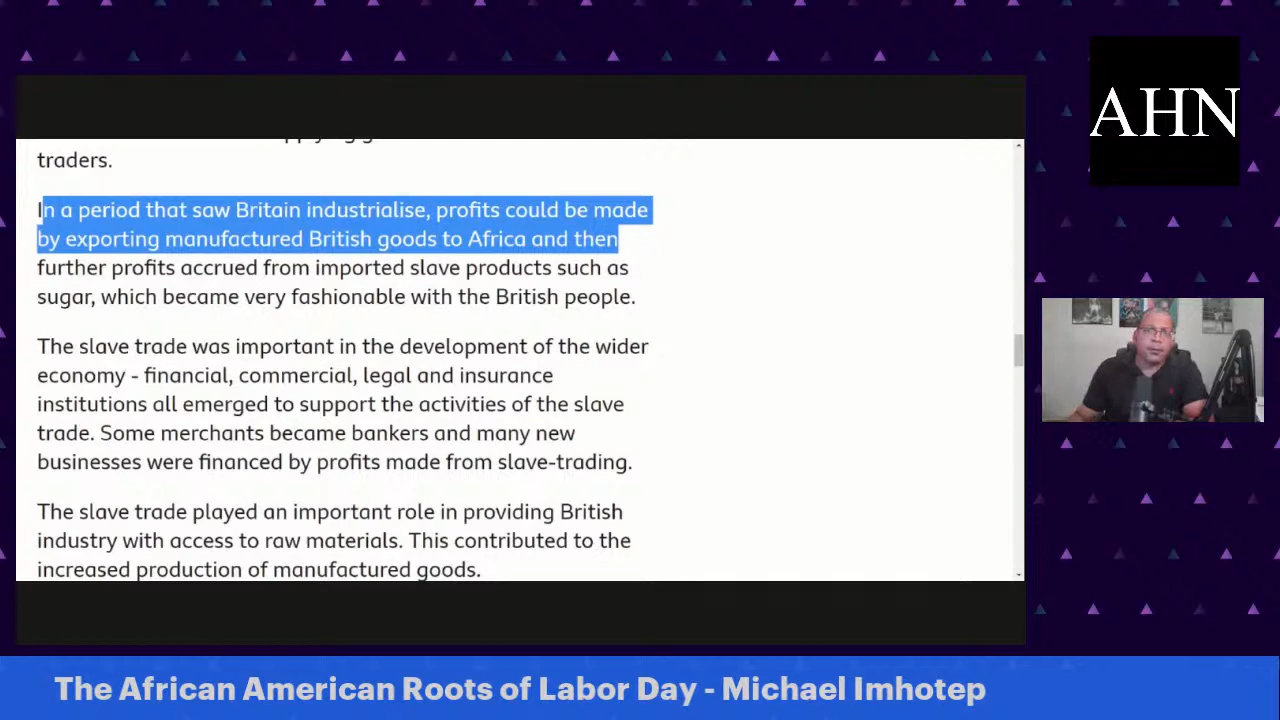 traders.
In a period that saw Britain industrialise, profits could be made
by exporting manufactured British goods to Africa and then
further profits accrued from imported slave products such as
sugar, which became very fashionable with the British people.
The slave trade was important in the development of the wider
economy - financial, commercial, legal and insurance
institutions all emerged to support the activities of the slave
trade. Some merchants became bankers and many new
businesses were financed by profits made from slave-trading.
The slave trade played an important role in providing British
industry with access to raw materials. This contributed to the
increased production of manufactured goods.
AHN
The African American Roots of Labor Day - Michael Imhotep